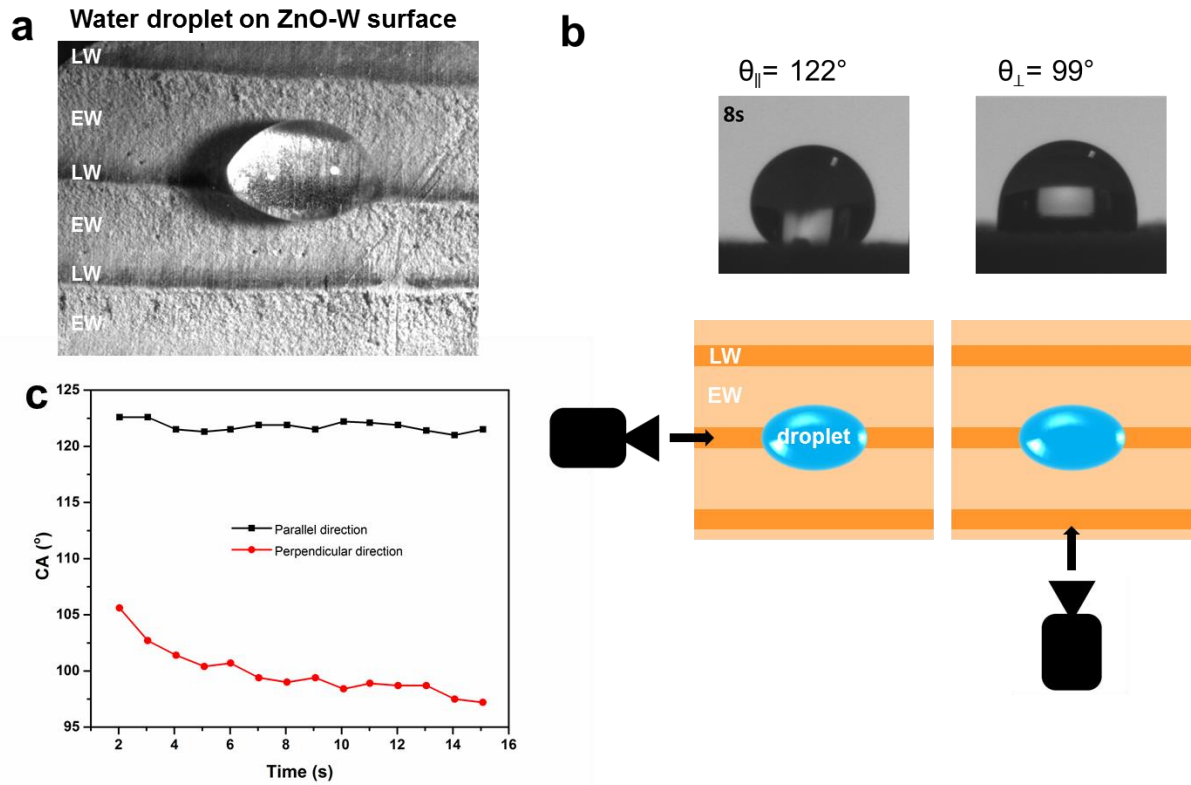 a
Water droplet on ZnO-W surface
LW
EW
LW
EW
LW
EW
b
θ∥= 122°
θ⊥= 99°
8s
LW
EW
droplet
c
125
120
115
110
105
100
95
CA (°)
Parallel direction
Perpendicular direction
2 4 6 8 10 12 14 16
Time (s)